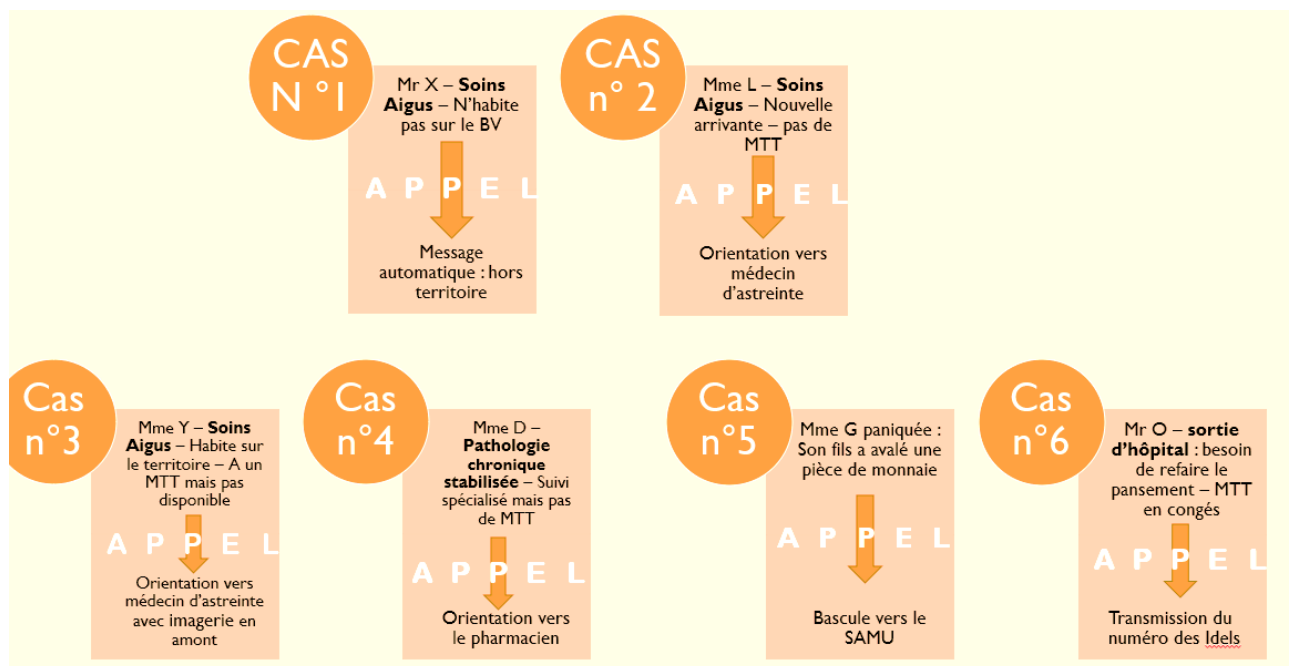 CAS
N °1
Mr X – Soins
Aigus – N’habite
pas sur le BV
A P P E L
Message
automatique : hors
territoire
CAS
n° 2
Mme L – Soins
Aigus – Nouvelle
arrivante – pas de
MTT
A P P E L
Orientation vers
médecin
d’astreinte
Cas
n°3
Mme Y – Soins
Aigus – Habite sur
le territoire – A un
MTT mais pas
disponible
A P P E L
Orientation vers
médecin d’astreinte
avec imagerie en
amont
Cas
n°4
Mme D –
Pathologie
chronique
stabilisée – Suivi
spécialisé mais pas
de MTT
A P P E L
Orientation vers
le pharmacien
Cas
n°5
Mme G paniquée :
Son fils a avalé une
pièce de monnaie
A P P E L
Bascule vers le
SAMU
Cas
n°6
Mr O – sortie
d’hôpital : besoin
de refaire le
pansement – MTT
en congés
A P P E L
Transmission du
numéro des Idels